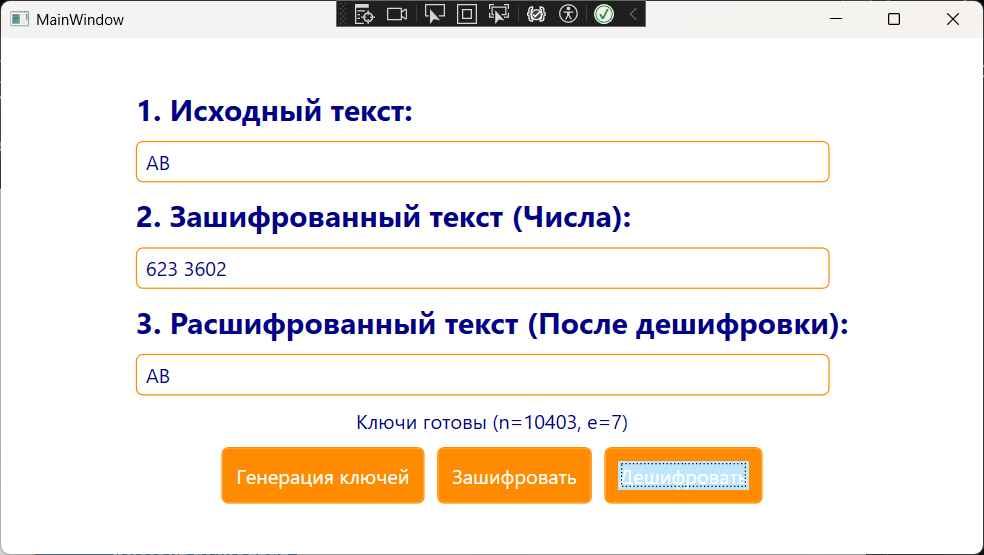 MainWindow
1. Исходный текст:
AB
2. Зашифрованный текст (Числа):
623 3602
3. Расшифрованный текст (После дешифровки):
AB
Ключи готовы (n=10403, e=7)
Генерация ключей
Зашифровать
Дешифровать